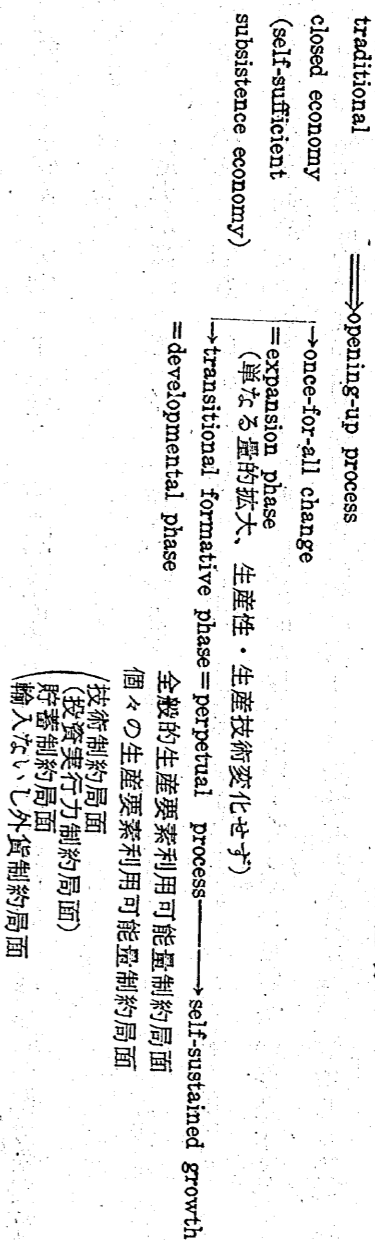 traditional
closed economy
(self-sufficient
subsistence economy)
⟹opening-up process
→once-for-all change
=expansion phase
(単なる量的拡大、生産性・生産技術変化せず)
→transitional formative phase=perpetual process―――→self-sustained growth
=developmental phase
全般的生産要素利用可能量制約局面
個々の生産要素利用可能量制約局面
技術制約局面
(投資実行力制約局面)
貯蓄制約局面
輸入ないし外貨制約局面